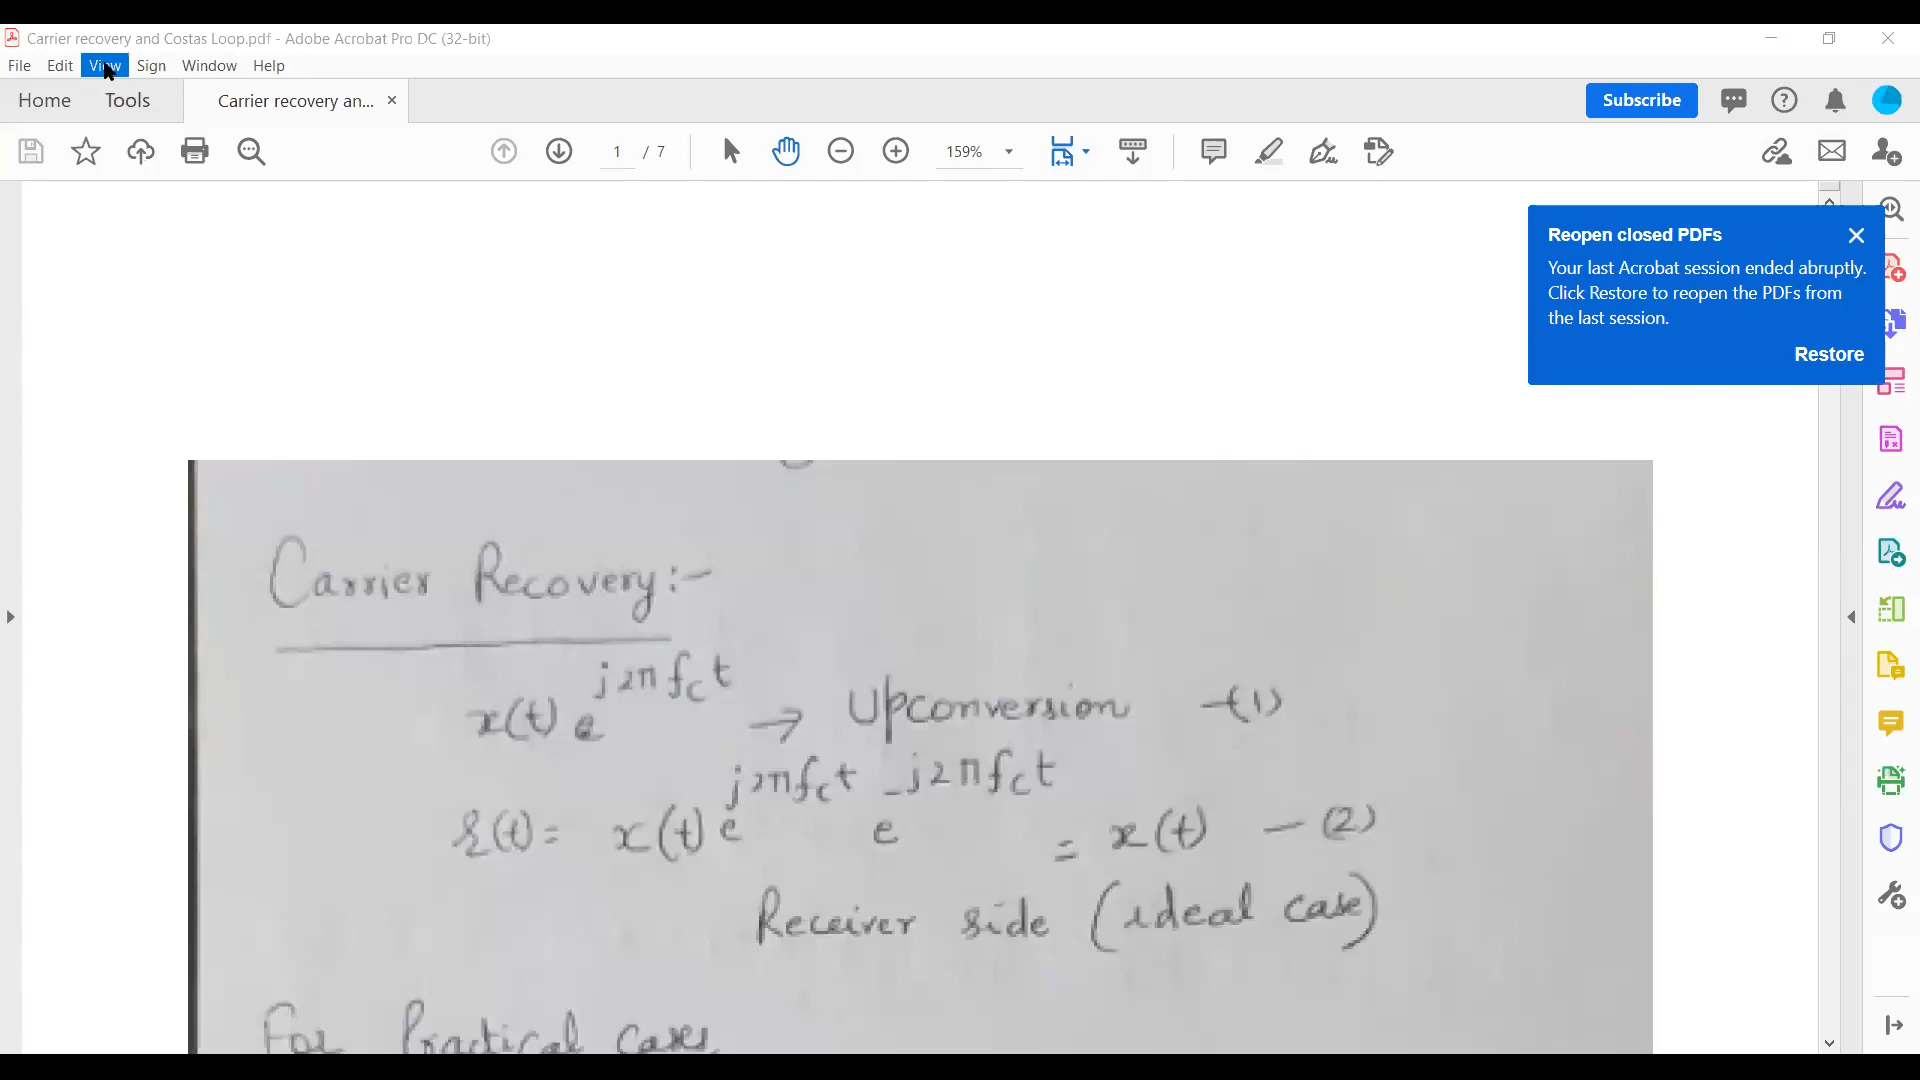 Carrier recovery and Costas Loop.pdf - Adobe Acrobat Pro DC (32-bit)
File Edit View Sign Window Help
Home Tools Carrier recovery an... × Subscribe
1 / 7 159%
Reopen closed PDFs
Your last Acrobat session ended abruptly.
Click Restore to reopen the PDFs from
the last session.
Restore
Carrier Recovery:-
x(t) e^{j2πf_c t} → Upconversion -(1)
r(t) = x(t) e^{j2πf_c t} e^{-j2πf_c t} = x(t) - (2)
Receiver side (ideal case)
For Practical cases